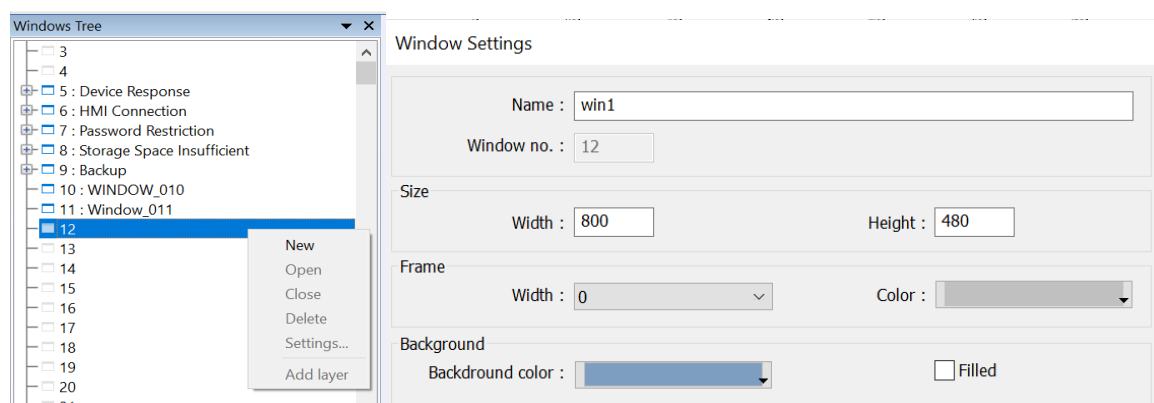 Windows Tree
3
4
5 : Device Response
6 : HMI Connection
7 : Password Restriction
8 : Storage Space Insufficient
9 : Backup
10 : WINDOW_010
11 : Window_011
12
13
14
15
16
17
18
19
20
New
Open
Close
Delete
Settings...
Add layer
Window Settings
Name : win1
Window no. : 12
Size
Width : 800 Height : 480
Frame
Width : 0 Color :
Background
Backdround color : Filled